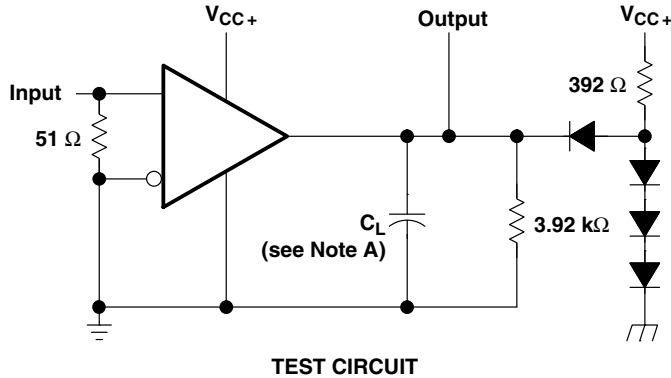 VCC+
Output
VCC+
Input
392 Ω
51 Ω
CL
(see Note A)
3.92 kΩ
TEST CIRCUIT